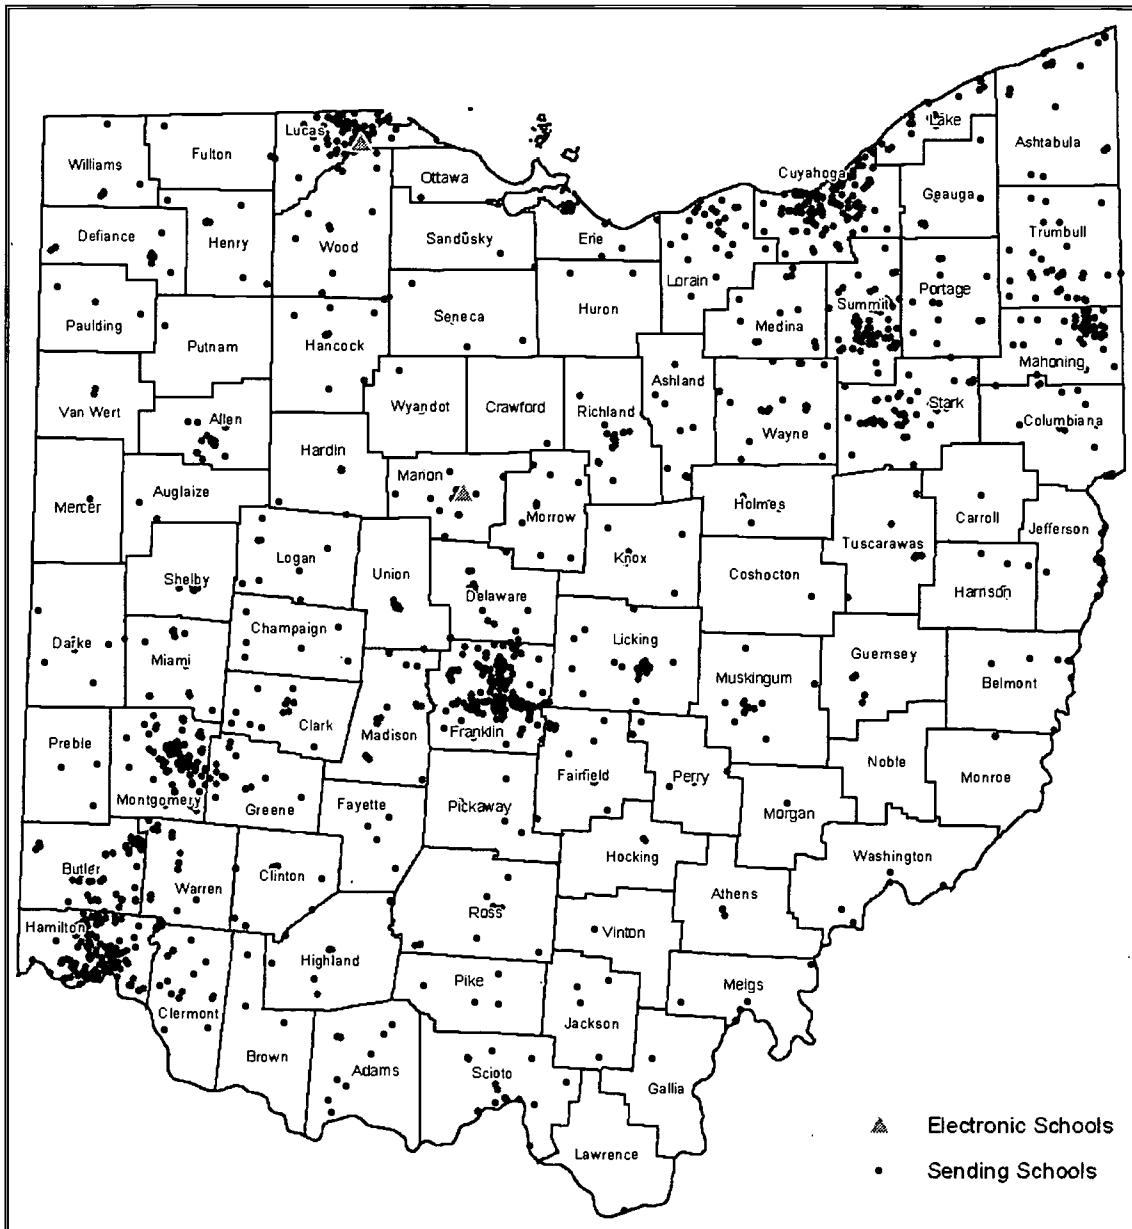 Lake
Ashtabula
Lucas
Fulton
Williams
Cuyahoga
Ottawa
Geauga
Defiance
Henry
Wood
Sandusky
Erie
Trumbull
Lorain
Portage
Summit
Huron
Seneca
Medina
Paulding
Putnam
Hancock
Mahoning
Ashland
Wyandot
Crawford
Richland
Stark
Van Wert
Allen
Wayne
Columbiana
Hardin
Marion
Auglaize
Mercer
Holmes
Morrow
Carroll
Jefferson
Tuscarawas
Logan
Knox
Union
Coshocton
Shelby
Harrison
Delaware
Champaign
Licking
Darke
Miami
Guernsey
Muskingum
Belmont
Clark
Madison
Franklin
Preble
Noble
Fairfield
Perry
Monroe
Montgomery
Greene
Fayette
Pickaway
Morgan
Hocking
Washington
Butler
Warren
Clinton
Athens
Ross
Hamilton
Vinton
Highland
Pike
Meigs
Clermont
Jackson
Brown
Adams
Scioto
Gallia
Electronic Schools
Lawrence
Sending Schools